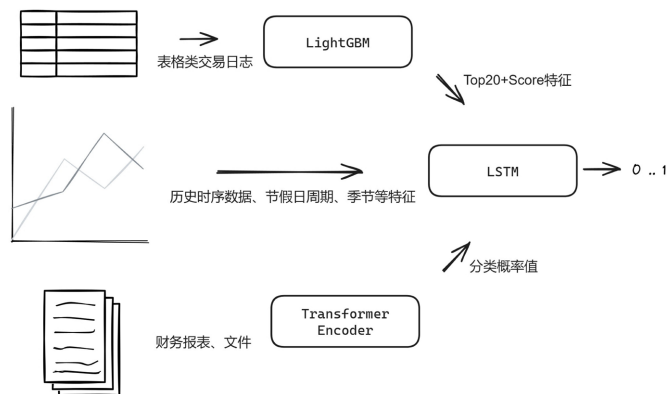 LightGBM
表格类交易日志
Top20+Score特征
LSTM
0 .. 1
历史时序数据、节假日周期、季节等特征
分类概率值
Transformer
Encoder
财务报表、文件